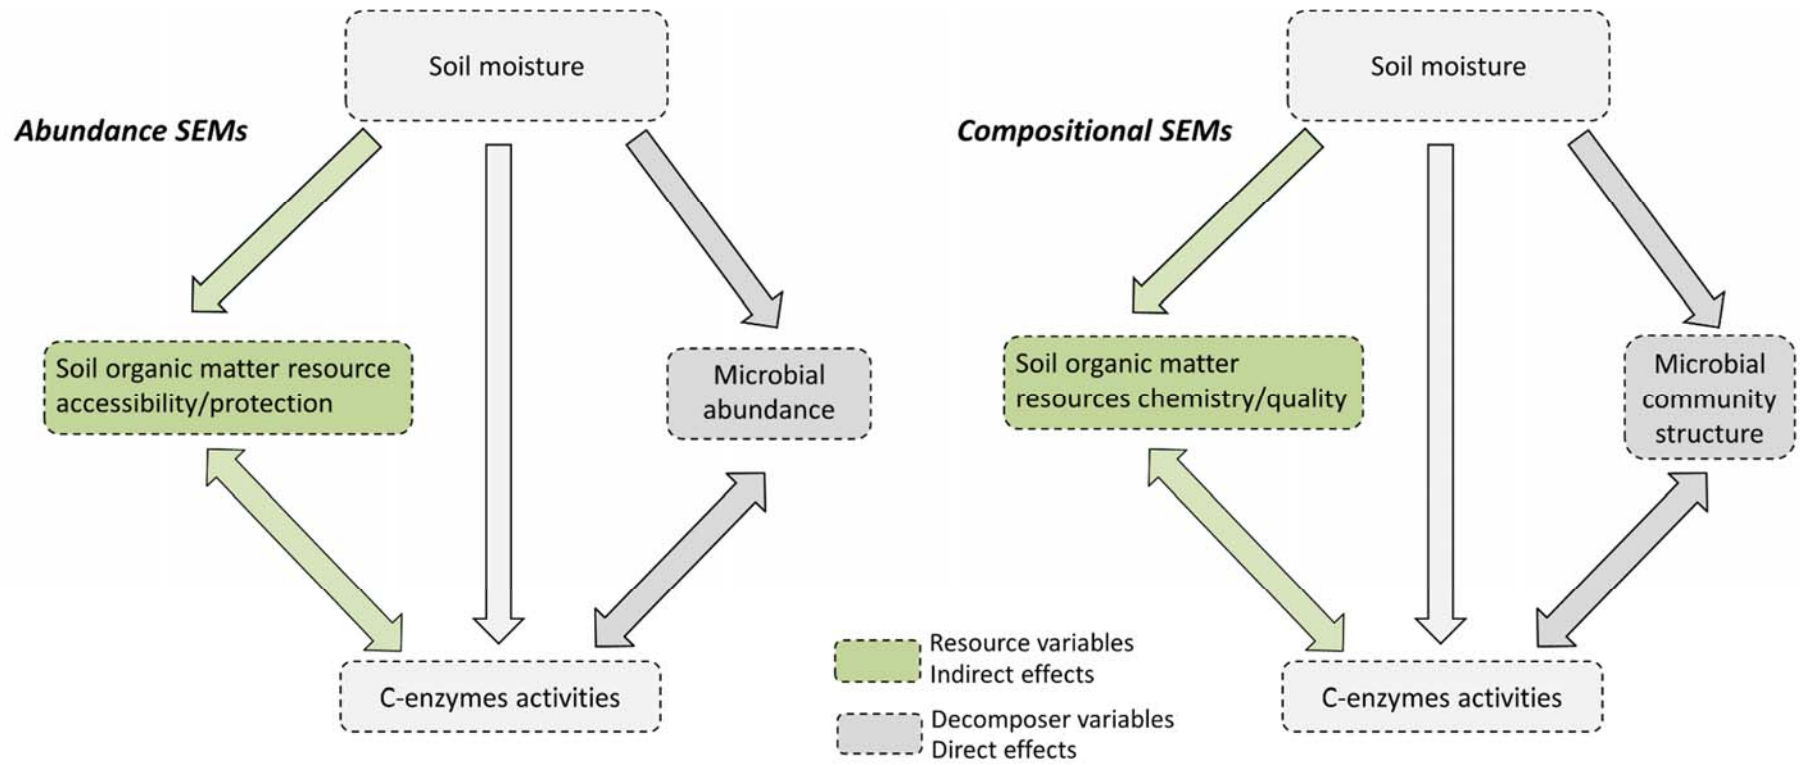 Abundance SEMs
Soil moisture
Soil organic matter resource
accessibility/protection
Microbial
abundance
C-enzymes activities
Compositional SEMs
Soil moisture
Soil organic matter
resources chemistry/quality
Microbial
community
structure
C-enzymes activities
Resource variables
Indirect effects
Decomposer variables
Direct effects